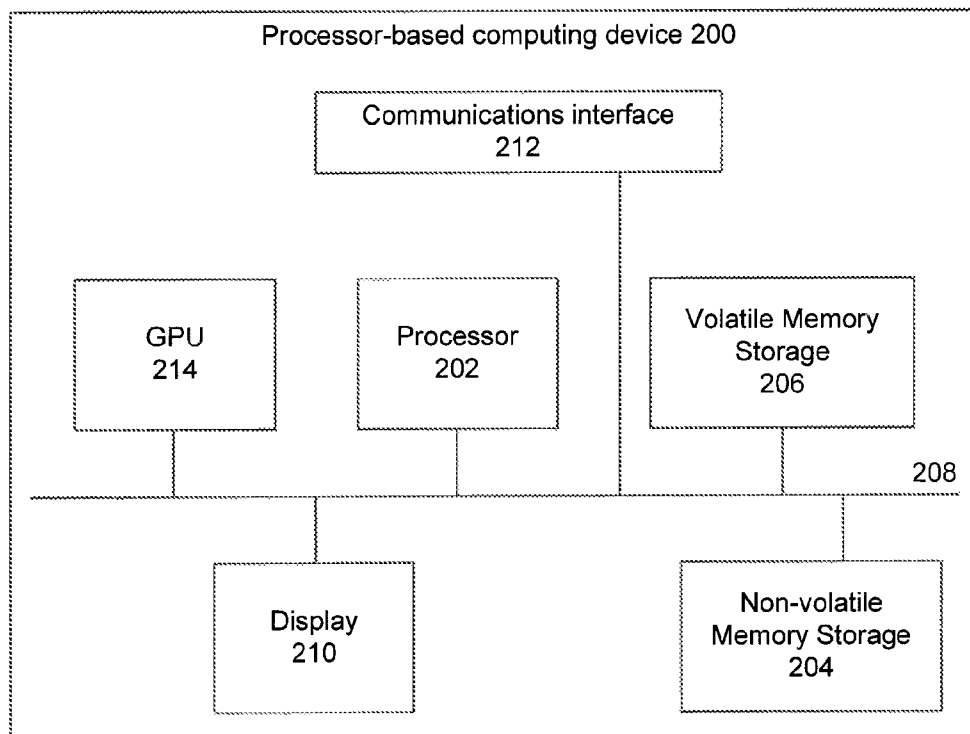 Processor-based computing device 200
Communications interface
212
GPU
214
Processor
202
Volatile Memory
Storage
206
208
Display
210
Non-volatile
Memory Storage
204